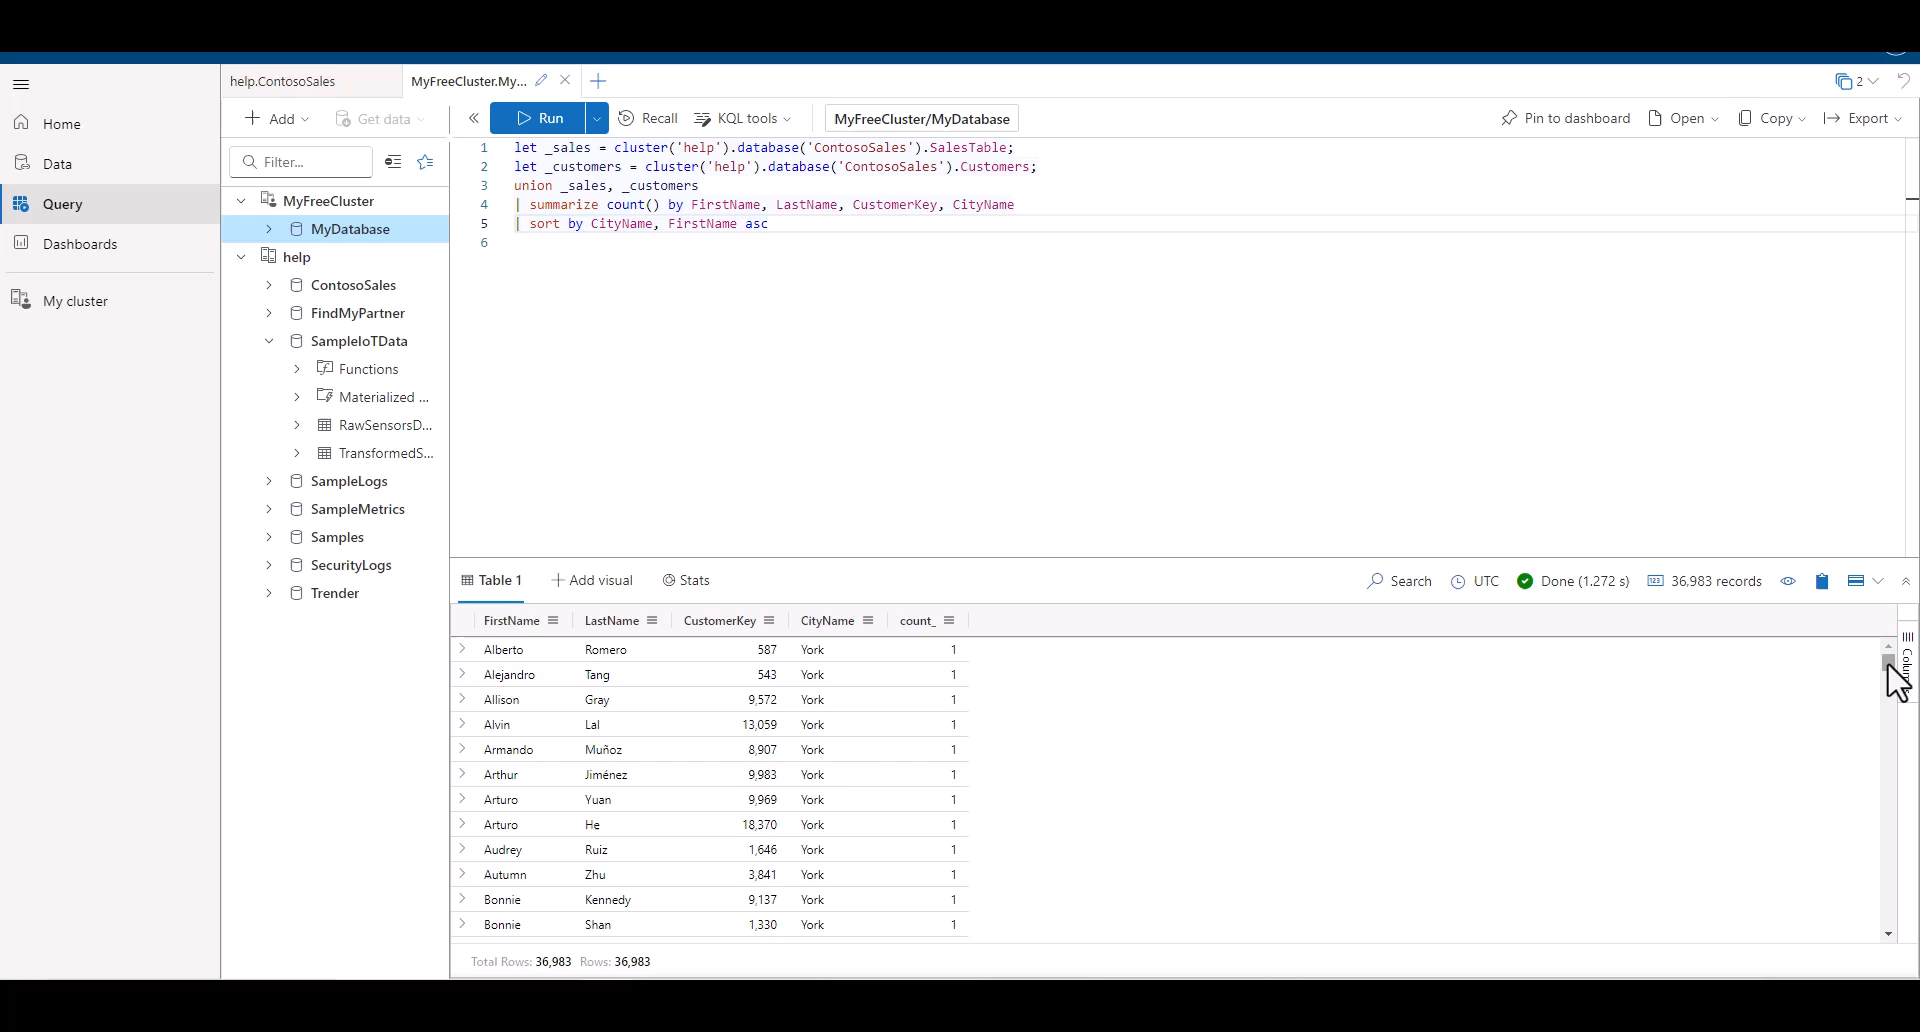 help.ContosoSales
MyFreeCluster.My...
2
Home
Data
Query
Dashboards
My cluster
Add
Get data
Filter...
MyFreeCluster
MyDatabase
help
ContosoSales
FindMyPartner
SampleIoTData
Functions
Materialized ...
RawSensorsD...
TransformedS...
SampleLogs
SampleMetrics
Samples
SecurityLogs
Trender
Run
Recall
KQL tools
MyFreeCluster/MyDatabase
Pin to dashboard
Open
Copy
Export
1 let _sales = cluster('help').database('ContosoSales').SalesTable;
2 let _customers = cluster('help').database('ContosoSales').Customers;
3 union _sales, _customers
4 | summarize count() by FirstName, LastName, CustomerKey, CityName
5 | sort by CityName, FirstName asc
6
Table 1
Add visual
Stats
Search
UTC
Done (1.272 s)
123 36,983 records
FirstName LastName CustomerKey CityName count_
Alberto Romero 587 York 1
Alejandro Tang 543 York 1
Allison Gray 9,572 York 1
Alvin Lal 13,059 York 1
Armando Muñoz 8,907 York 1
Arthur Jiménez 9,983 York 1
Arturo Yuan 9,969 York 1
Arturo He 18,370 York 1
Audrey Ruiz 1,646 York 1
Autumn Zhu 3,841 York 1
Bonnie Kennedy 9,137 York 1
Bonnie Shan 1,330 York 1
Total Rows: 36,983 Rows: 36,983